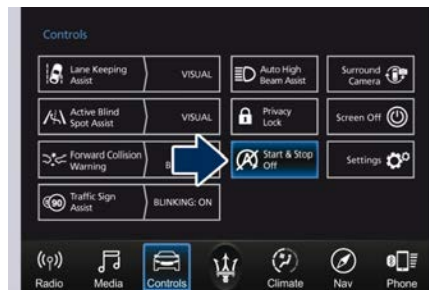 Controls
Lane Keeping
Assist
VISUAL
Auto High
Beam Assist
Surround
Camera
Active Blind
Spot Assist
VISUAL
Privacy
Lock
Screen Off
Forward Collision
Warning
B
Start & Stop
Off
Settings
90
Traffic Sign
Assist
BLINKING: ON
Radio
Media
Controls
Climate
Nav
Phone